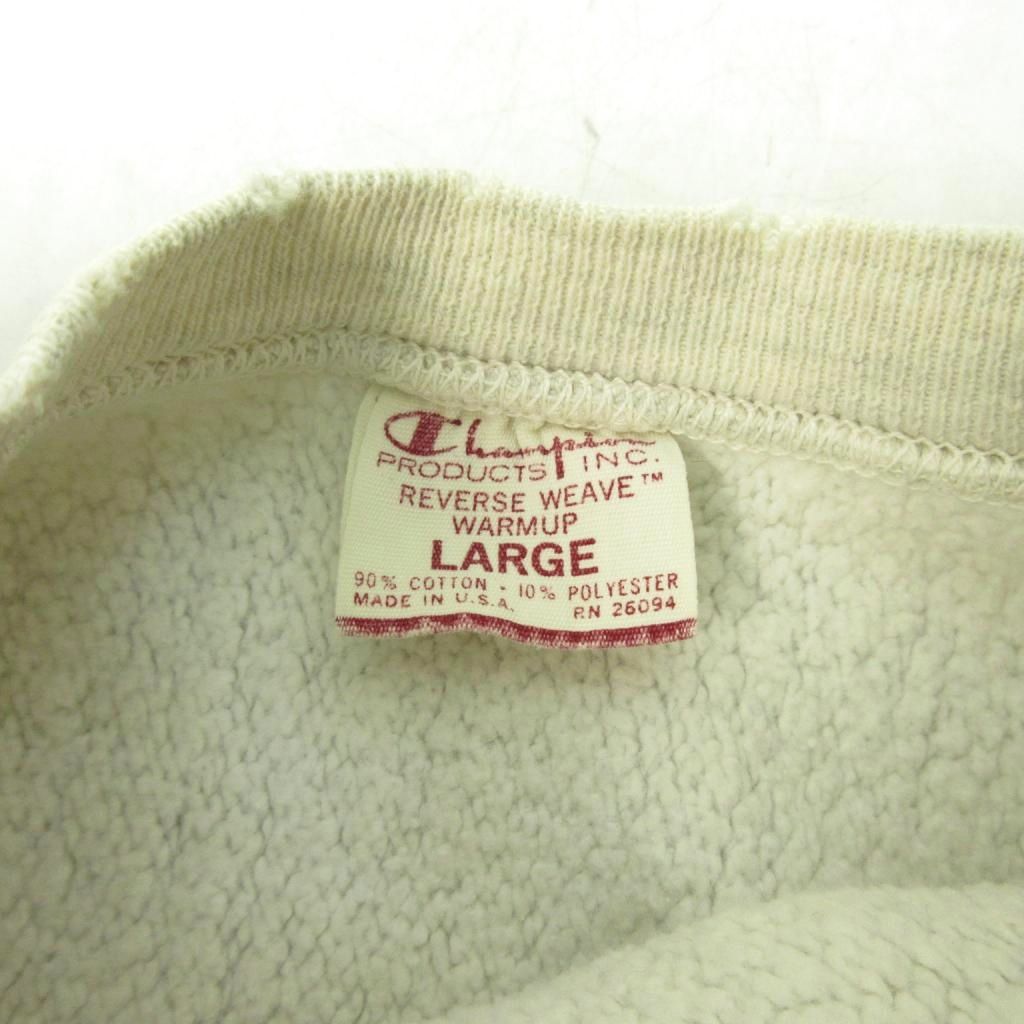 Champion
PRODUCTS INC.
REVERSE WEAVE™
WARMUP
LARGE
90% COTTON - 10% POLYESTER
MADE IN U.S.A. RN 26094